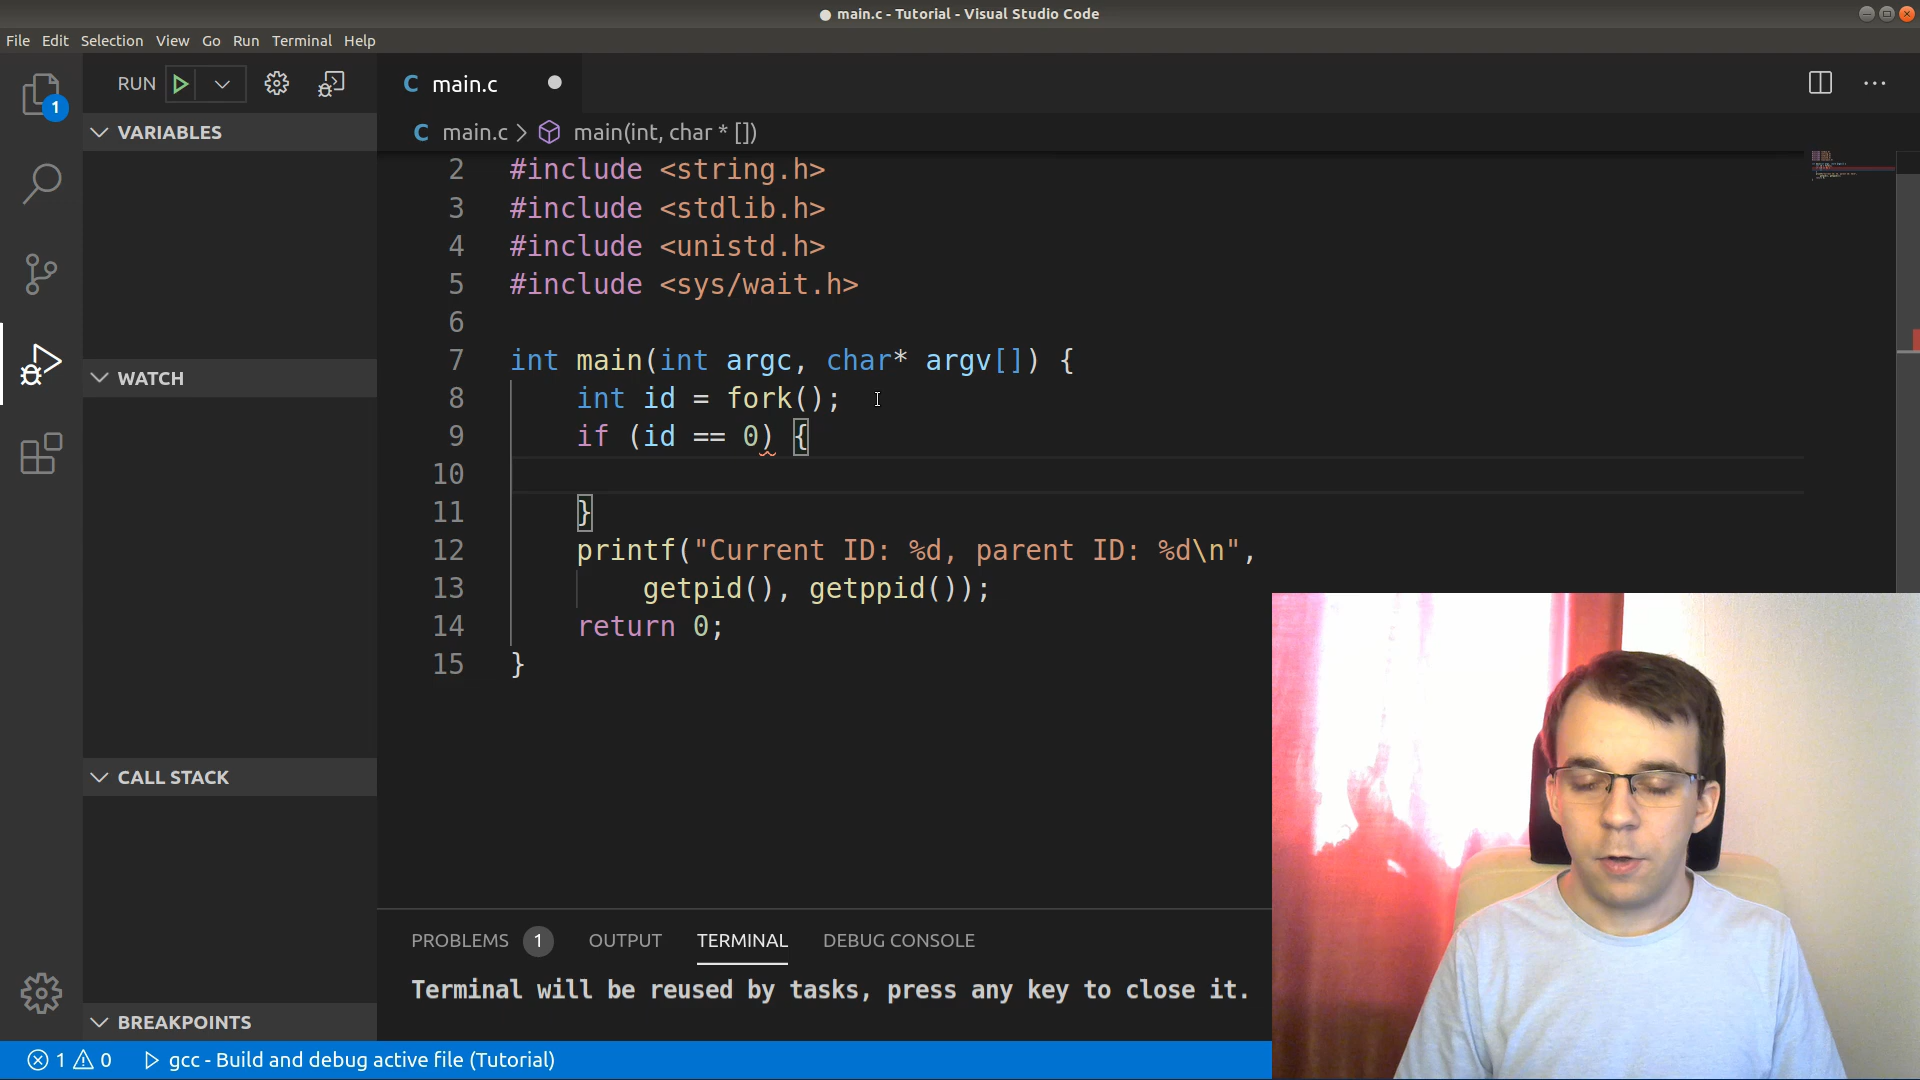 ● main.c - Tutorial - Visual Studio Code
File Edit Selection View Go Run Terminal Help
1
RUN
main.c
VARIABLES
WATCH
CALL STACK
BREAKPOINTS
C main.c
C main.c > main(int, char * [])
2 #include <string.h>
3 #include <stdlib.h>
4 #include <unistd.h>
5 #include <sys/wait.h>
6
7 int main(int argc, char* argv[]) {
8 int id = fork();
9 if (id == 0) {
10
11 }
12 printf("Current ID: %d, parent ID: %d\n",
13 getpid(), getppid());
14 return 0;
15 }
PROBLEMS 1 OUTPUT TERMINAL DEBUG CONSOLE
Terminal will be reused by tasks, press any key to close it.
1 0 gcc - Build and debug active file (Tutorial)